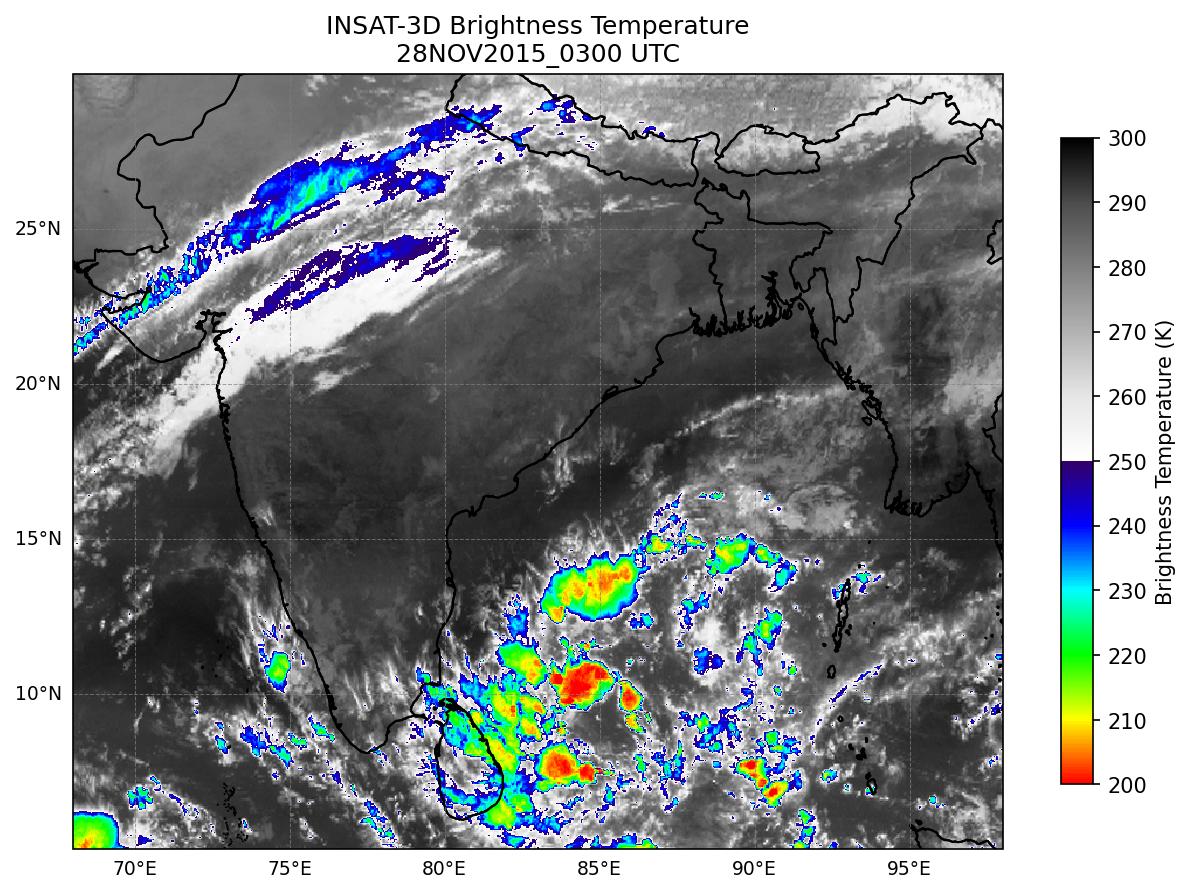 INSAT-3D Brightness Temperature
28NOV2015_0300 UTC
25°N
20°N
15°N
10°N
70°E
75°E
80°E
85°E
90°E
95°E
300
290
280
270
260
250
240
230
220
210
200
Brightness Temperature (K)